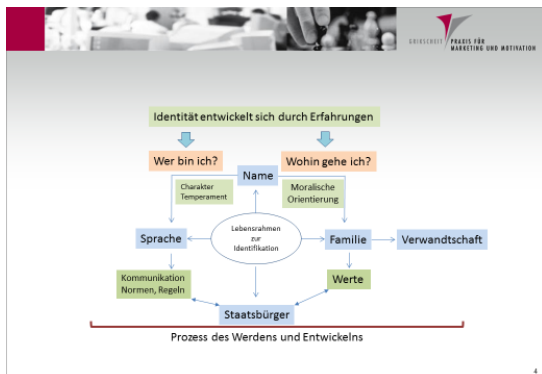 GRIESCHEIT
PRAXIS FÜR
MARKETING UND MOTIVATION
Identität entwickelt sich durch Erfahrungen
Wer bin ich?
Wohin gehe ich?
Name
Charakter
Temperament
Moralische
Orientierung
Lebensrahmen
zur
Identifikation
Sprache
Familie
Verwandtschaft
Kommunikation
Normen, Regeln
Werte
Staatsbürger
Prozess des Werdens und Entwickelns
4